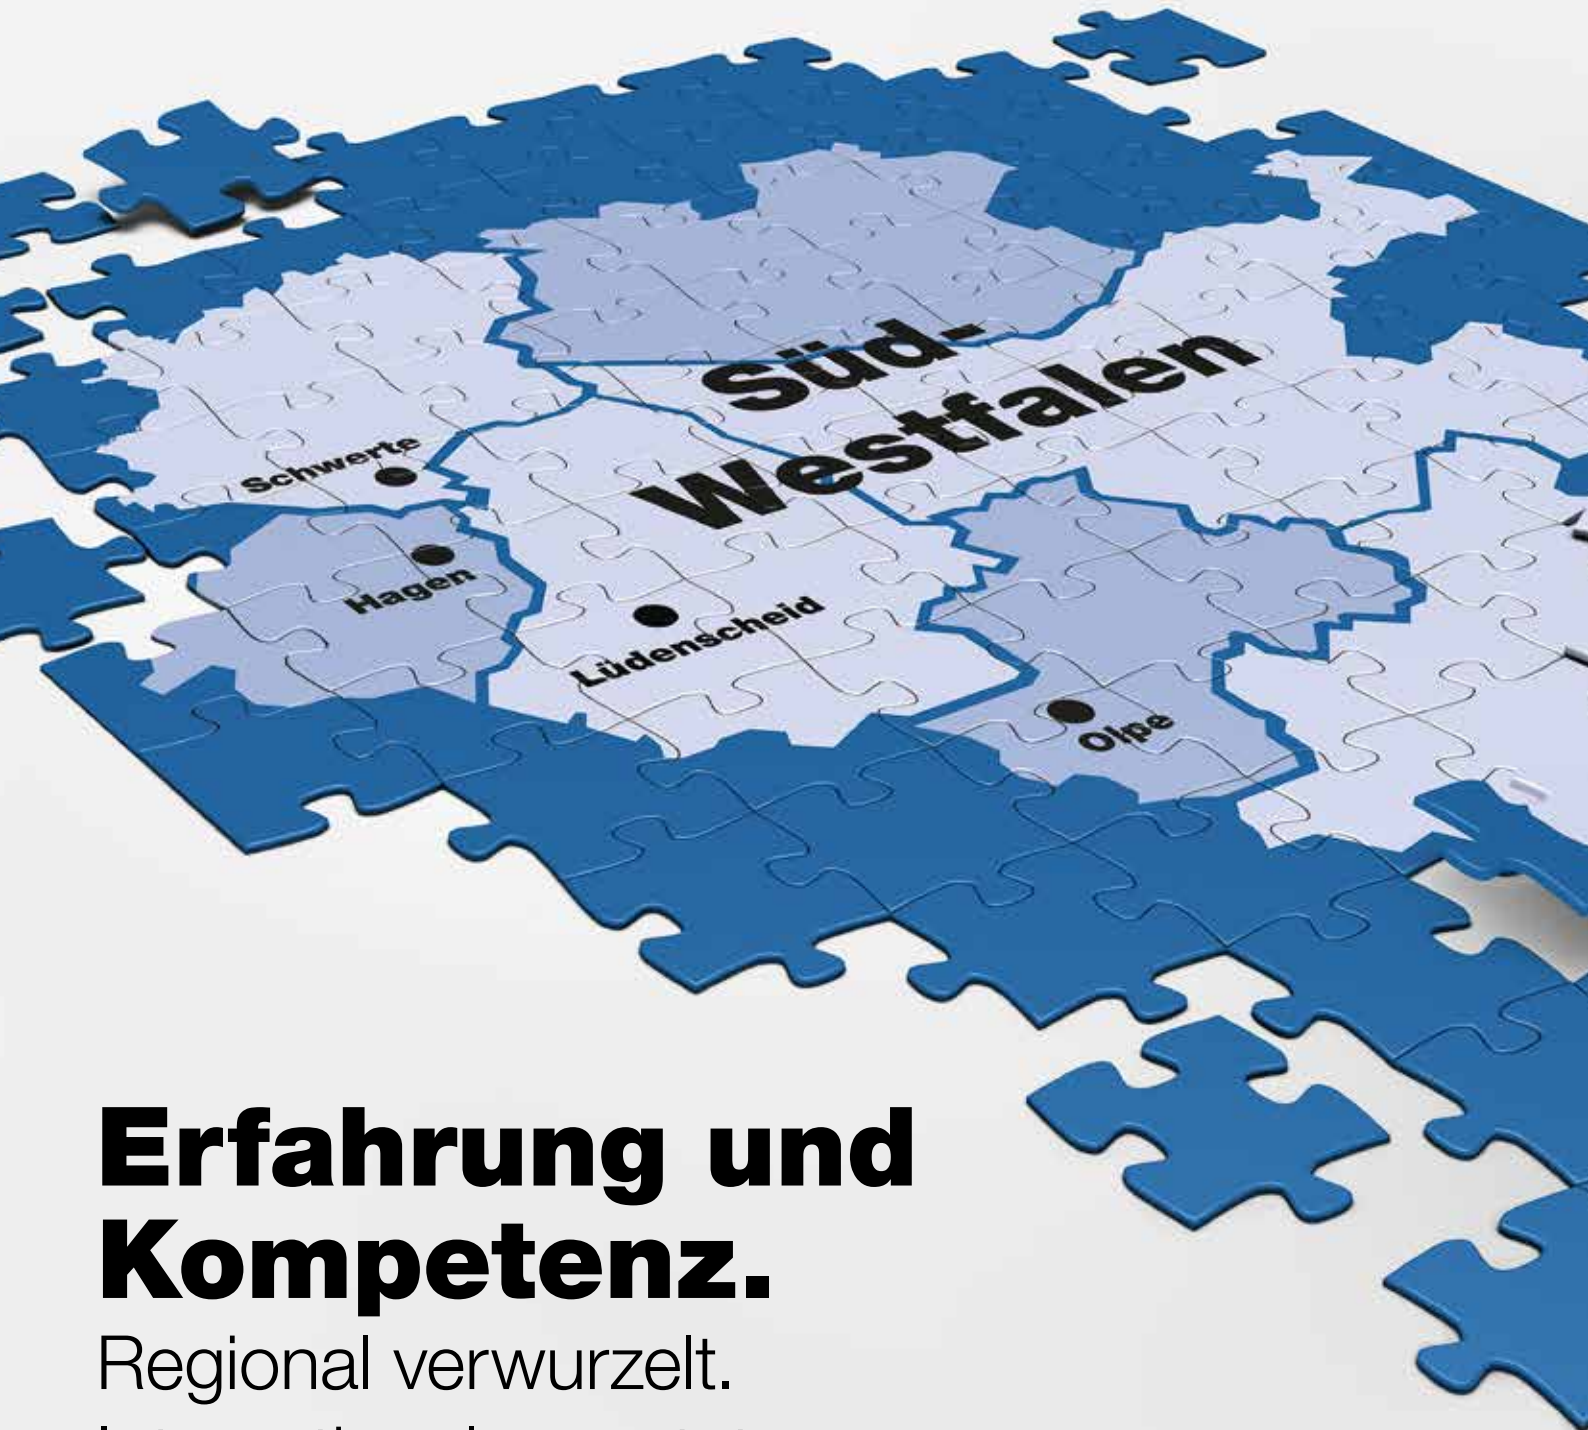 Süd-
Westfalen
Schwerte
Hagen
Lüdenscheid
Olpe
Erfahrung und
Kompetenz.
Regional verwurzelt.